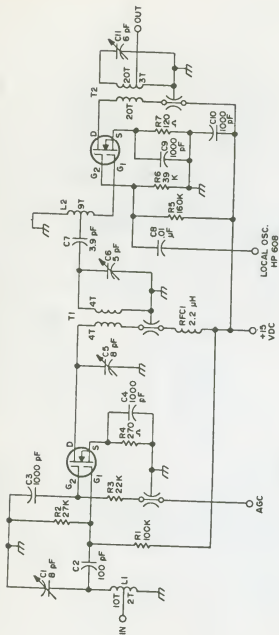 C1
8 pF
IN
10T
L1
2T
C2
100 pF
R2
27K
C3
1000 pF
R1
100K
R3
22K
AGC
G2
G1
D
S
R4
270
Ω
C4
1000
pF
C5
8 pF
4T
T1
4T
RFC1
2.2 μH
+15
VDC
C6
5 pF
C7
3.9 pF
L2
9T
C8
.01
μF
LOCAL OSC.
HP 608
R5
160K
R6
39
K
G2
G1
D
S
C9
1000
pF
R7
120
Ω
C10
1000
pF
T2
20T
20T
3T
C11
6 pF
OUT